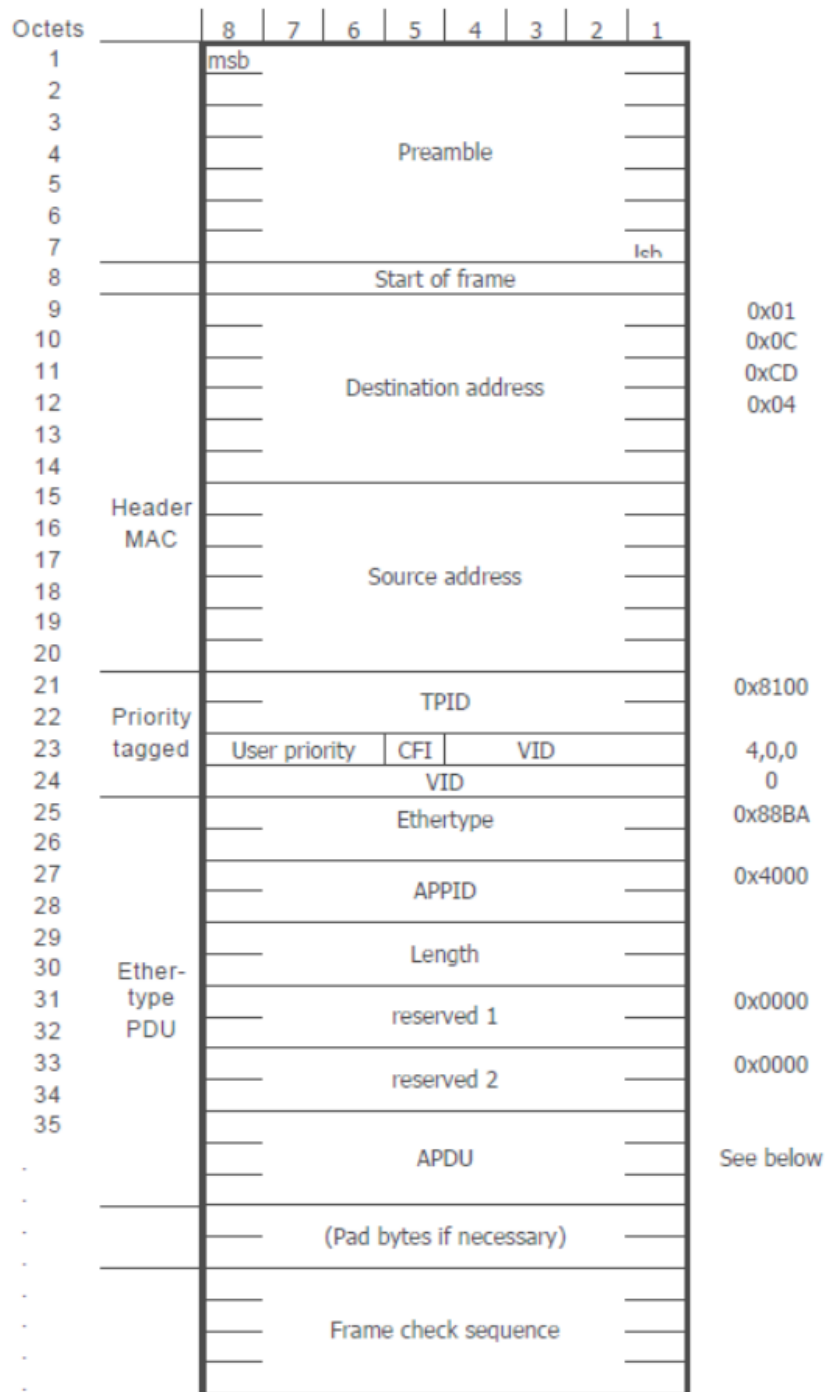 Octets 8 7 6 5 4 3 2 1
1 msb
2
3
4 Preamble
5
6
7 lsb
8 Start of frame
9 0x01
10 0x0C
11 0xCD
12 Destination address 0x04
13
14
15
16 Header
17 MAC
18 Source address
19
20
21 0x8100
22 Priority TPID
23 tagged User priority CFI VID 4,0,0
24 VID 0
25 Ethertype 0x88BA
26
27 0x4000
28 APPID
29
30 Length
31 Ether- 0x0000
32 type reserved 1
33 PDU 0x0000
34 reserved 2
35
APDU See below
(Pad bytes if necessary)
Frame check sequence